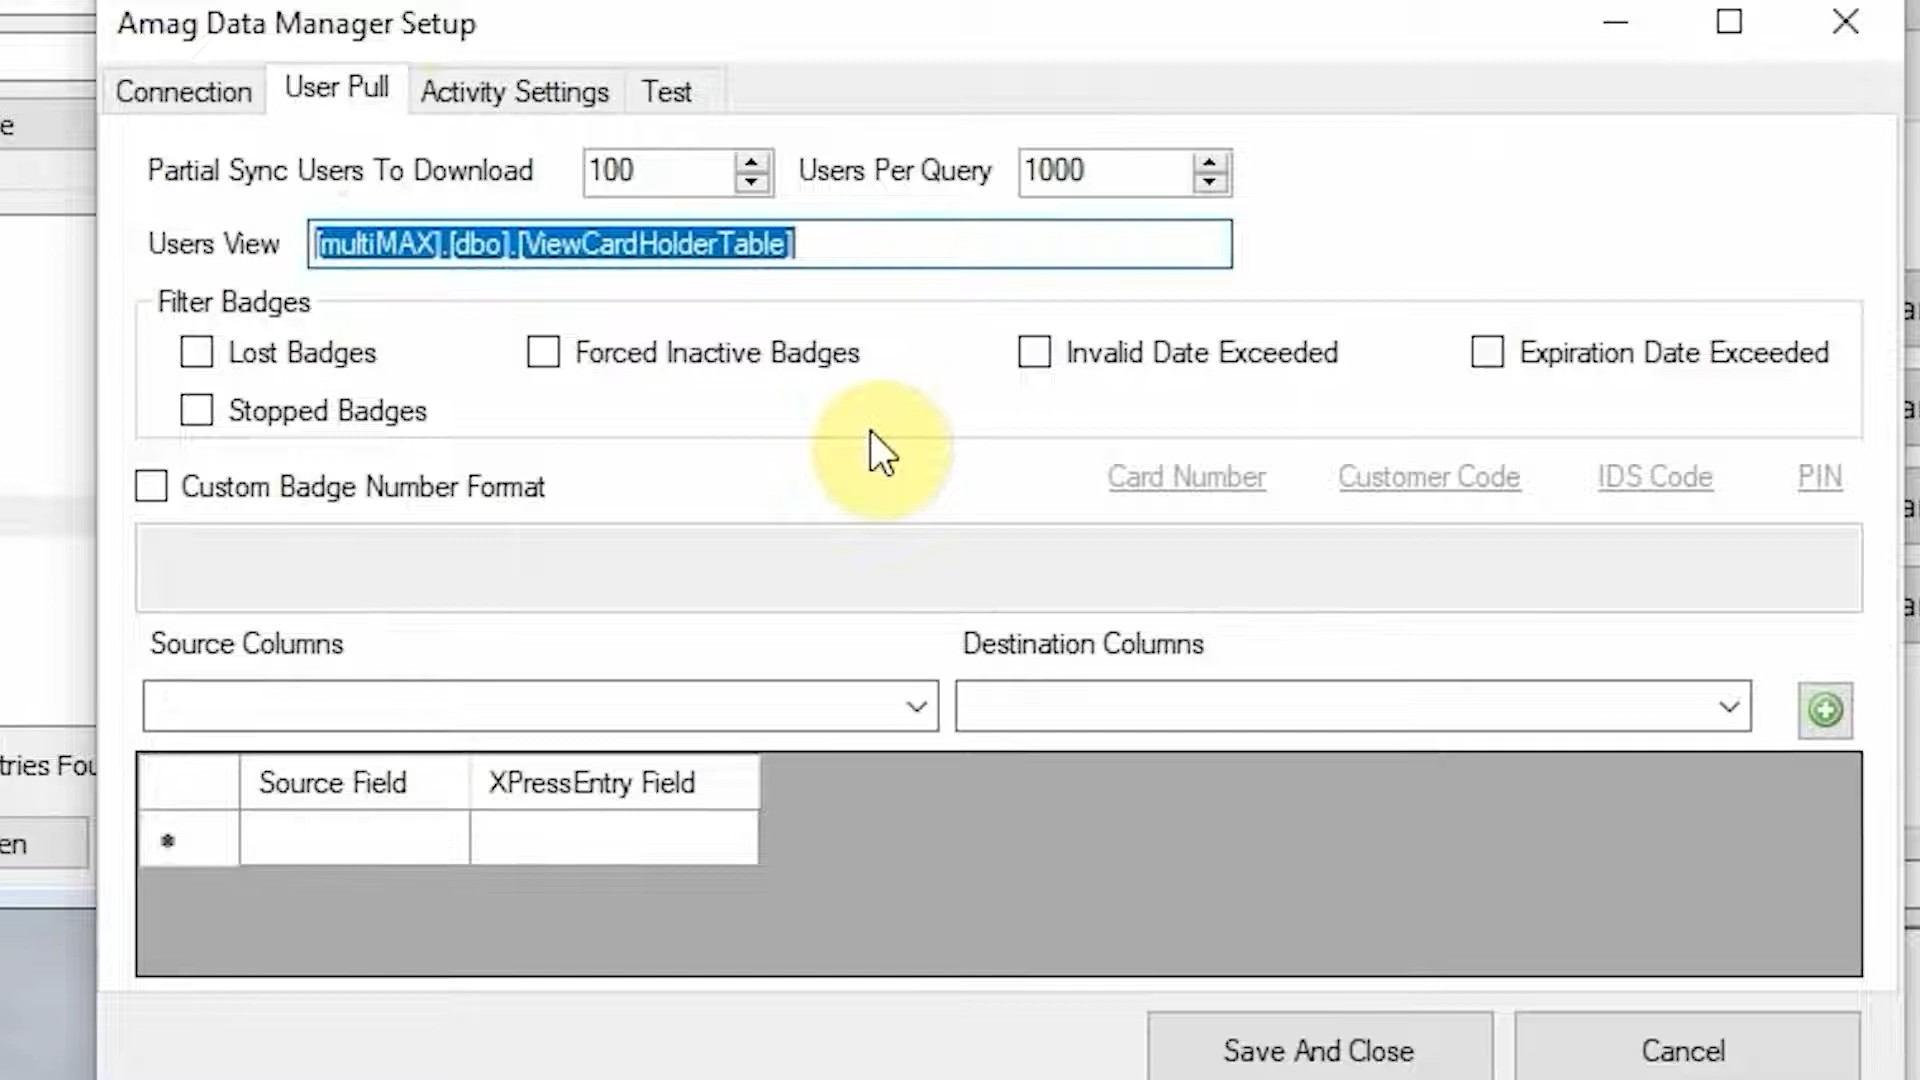 Amag Data Manager Setup
Connection User Pull Activity Settings Test
e
Partial Sync Users To Download 100 Users Per Query 1000
Users View [multiMAX].[dbo].[ViewCardHolderTable]
Filter Badges
Lost Badges Forced Inactive Badges Invalid Date Exceeded Expiration Date Exceeded
Stopped Badges
Custom Badge Number Format Card Number Customer Code IDS Code PIN
Source Columns Destination Columns
tries Fou
Source Field XPressEntry Field
*
en
Save And Close Cancel